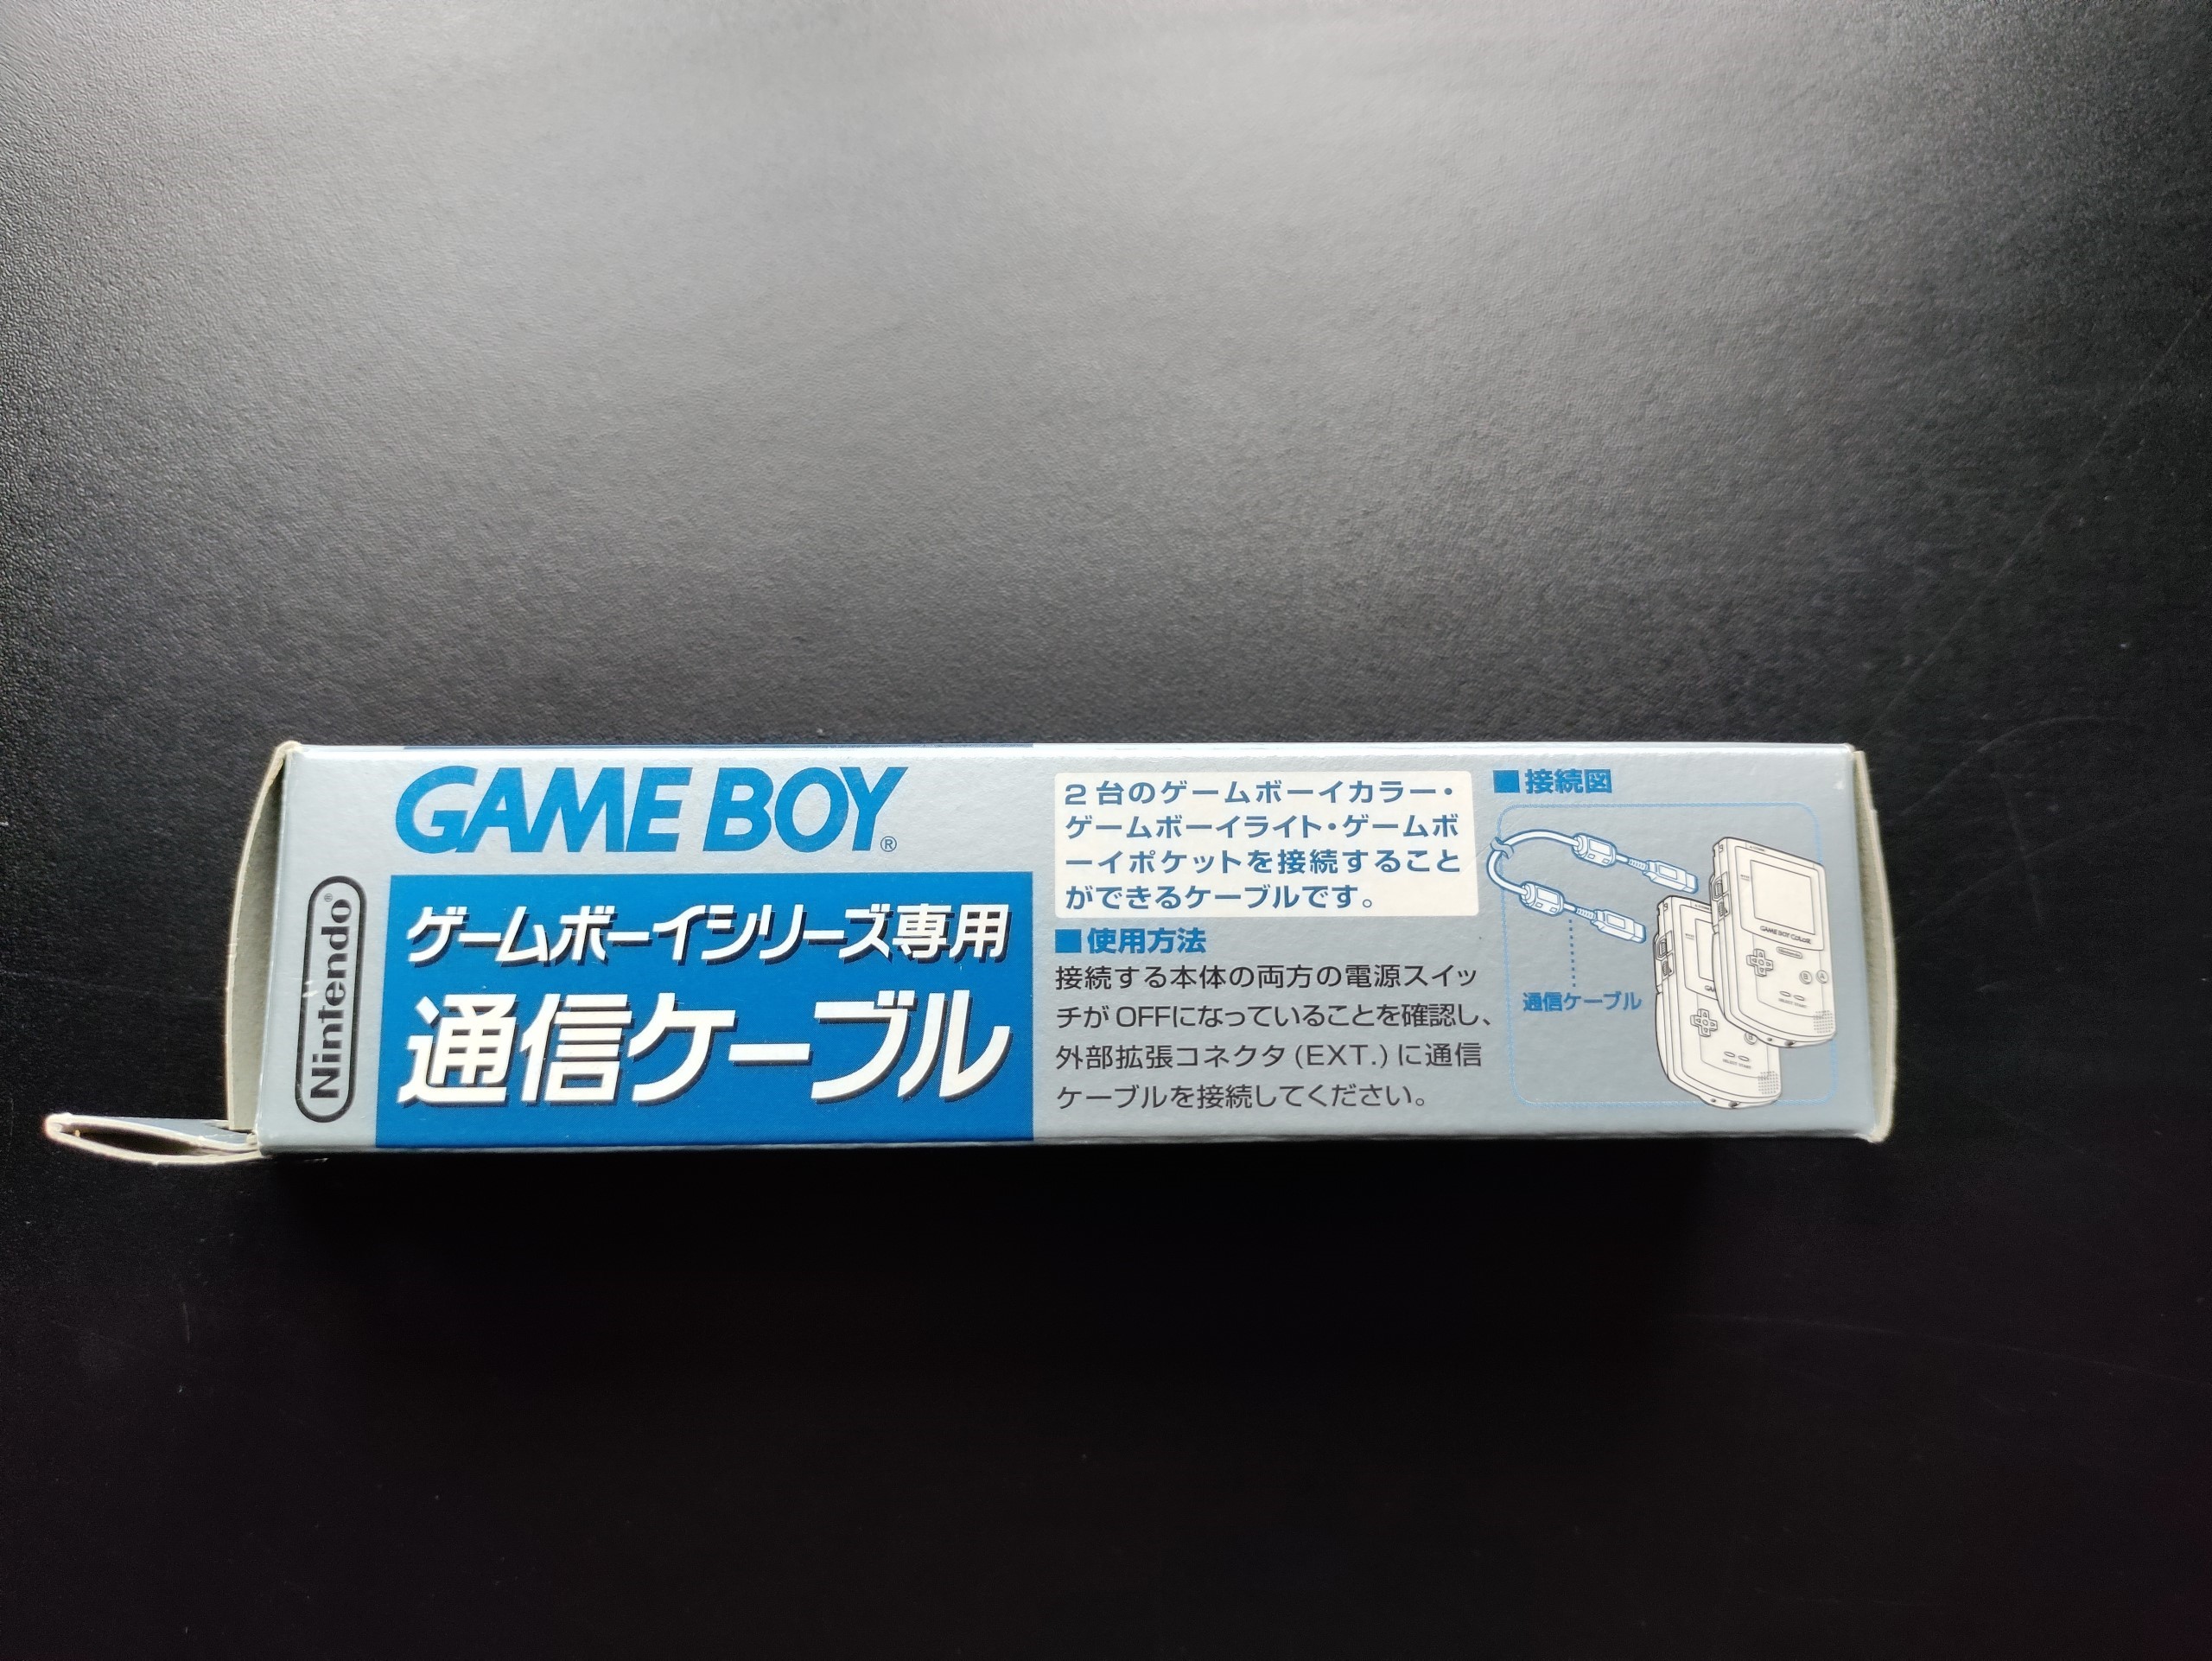 GAME BOY®
Nintendo®
ゲームボーイシリーズ専用
通信ケーブル
2台のゲームボーイカラー・
ゲームボーイライト・ゲームボ
ーイポケットを接続すること
ができるケーブルです。
■使用方法
接続する本体の両方の電源スイッ
チがOFFになっていることを確認し、
外部拡張コネクタ(EXT.)に通信
ケーブルを接続してください。
■接続図
通信ケーブル
GAME BOY COLOR
B A